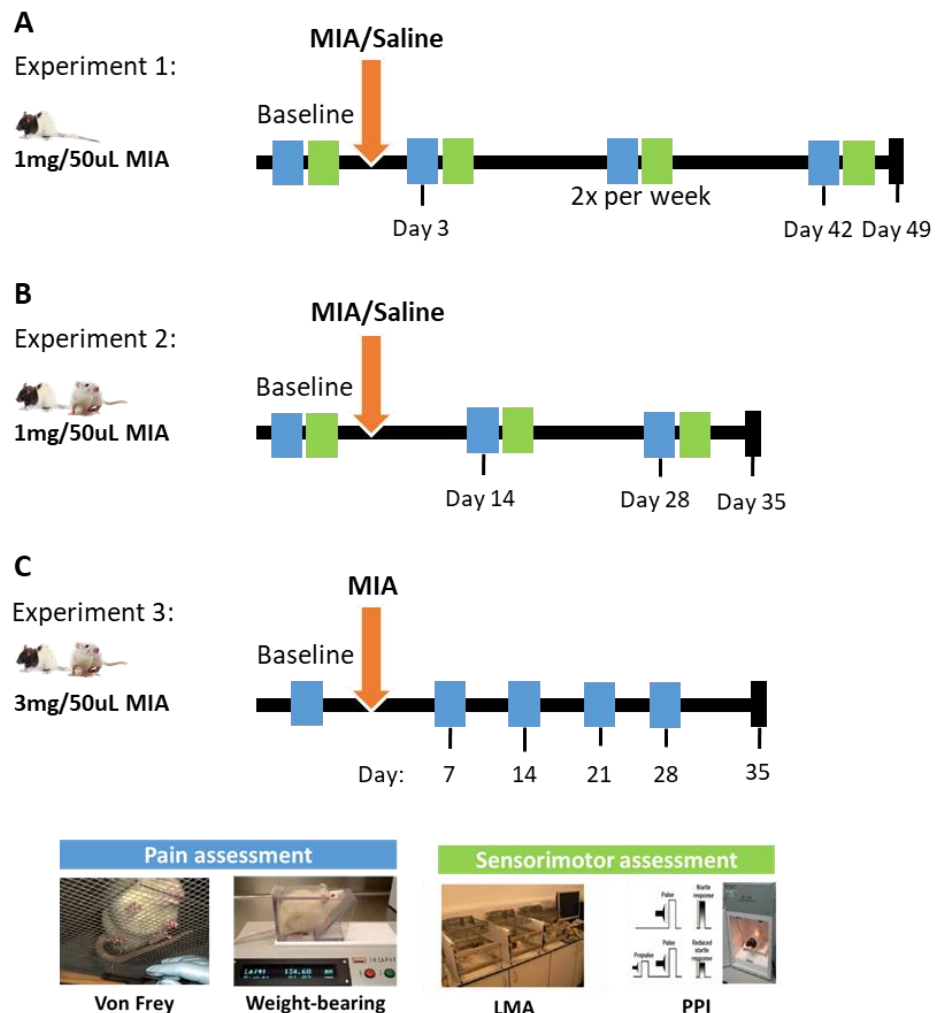 A
Experiment 1:
1mg/50uL MIA
MIA/Saline
Baseline
2x per week
Day 3
Day 42
Day 49
B
Experiment 2:
1mg/50uL MIA
MIA/Saline
Baseline
Day 14
Day 28
Day 35
C
Experiment 3:
3mg/50uL MIA
MIA
Baseline
Day:
7
14
21
28
35
Pain assessment
Sensorimotor assessment
Pulse
Startle
response
Prepulse
Pulse
Reduced
startle
response
Von Frey
Weight-bearing
LMA
PPI